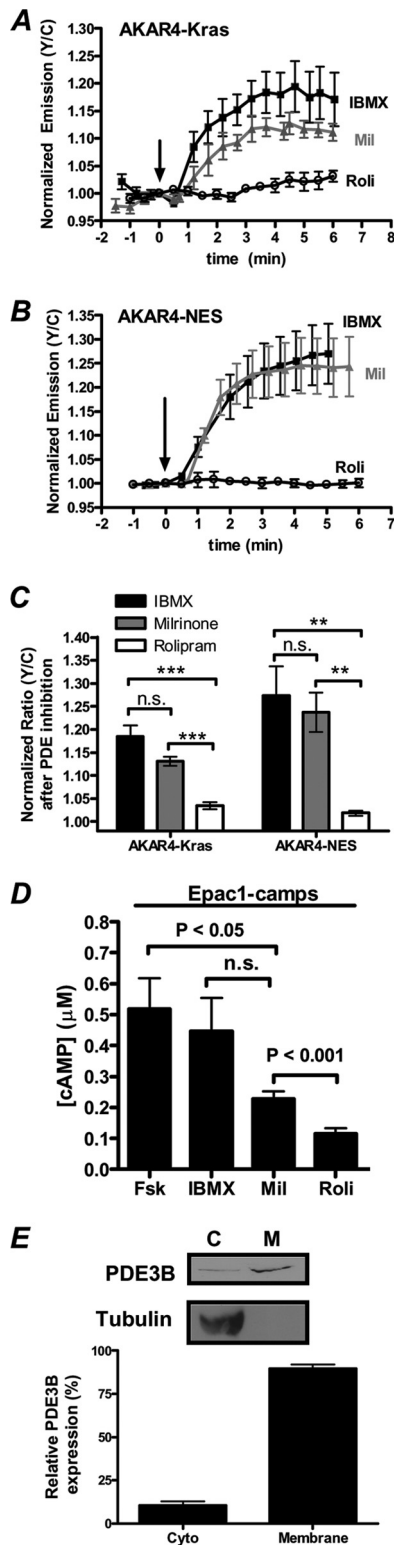 A
AKAR4-Kras
Normalized Emission (Y/C)
1.30
1.25
1.20
1.15
1.10
1.05
1.00
0.95
IBMX
Mil
Roli
-2 -1 0 1 2 3 4 5 6 7
time (min)
B
AKAR4-NES
Normalized Emission (Y/C)
1.35
1.30
1.25
1.20
1.15
1.10
1.05
1.00
0.95
IBMX
Mil
Roli
-2 -1 0 1 2 3 4 5 6 7
time (min)
C
IBMX
Milrinone
Rolipram
Normalized Ratio (Y/C)
after PDE inhibition
1.40
1.35
1.30
1.25
1.20
1.15
1.10
1.05
1.00
***
n.s.
***
**
n.s.
**
AKAR4-Kras AKAR4-NES
D
Epac1-camps
P < 0.05
n.s.
P < 0.001
[cAMP] (μM)
0.8
0.7
0.6
0.5
0.4
0.3
0.2
0.1
0.0
Fsk IBMX Mil Roli
E
C M
PDE3B
Tubulin
Relative PDE3B
expression (%)
100
75
50
25
0
Cyto Membrane